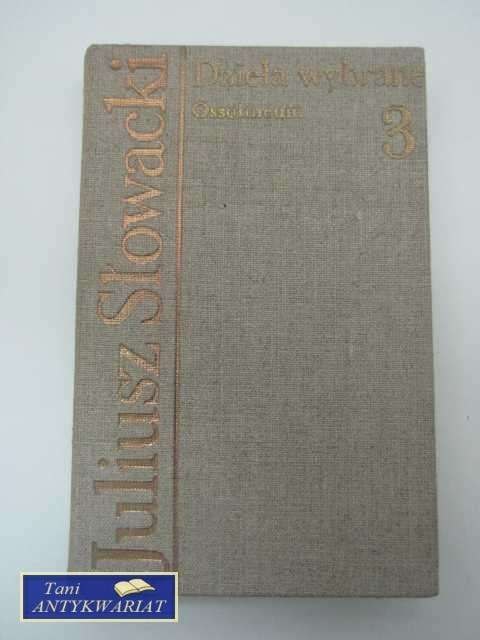 Juliusz Słowacki
Dzieła wybrane
Ossolineum
3
Tani
ANTYKWARIAT